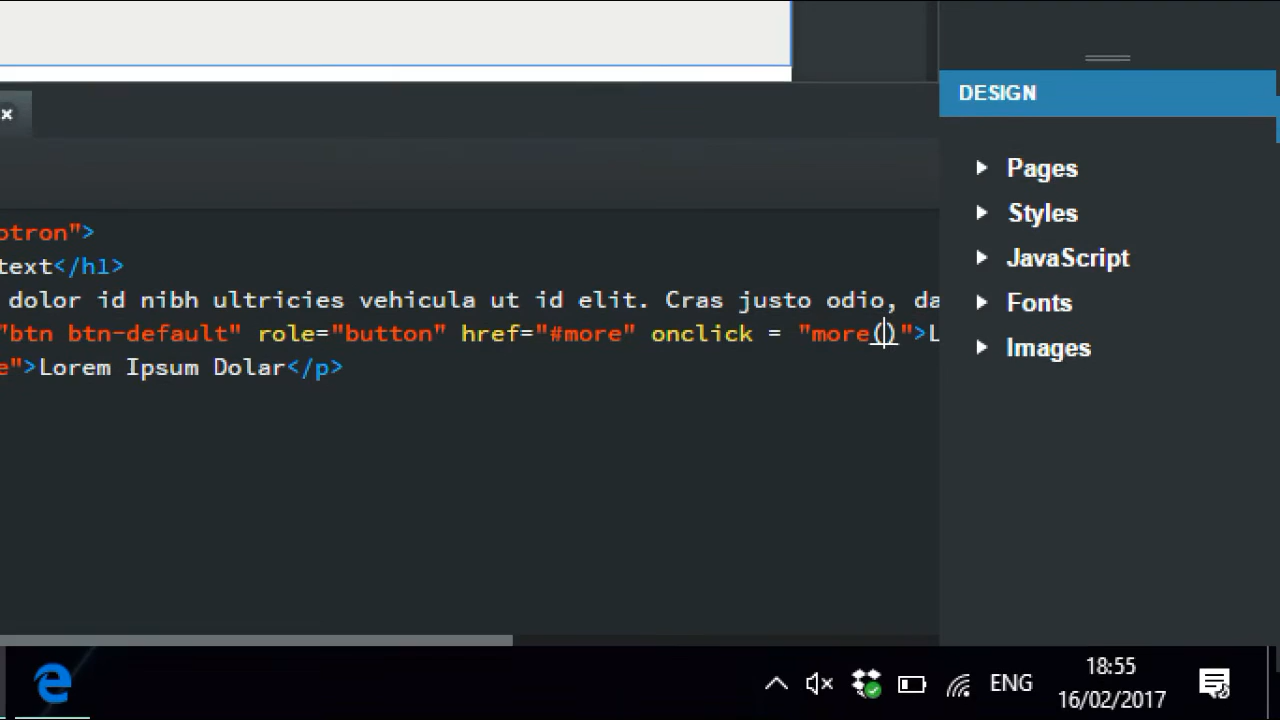 DESIGN
Pages
Styles
JavaScript
Fonts
Images
otron">
text</h1>
dolor id nibh ultricies vehicula ut id elit. Cras justo odio, da
"btn btn-default" role="button" href="#more" onclick = "more()">L
e">Lorem Ipsum Dolar</p>
ENG
18:55
16/02/2017